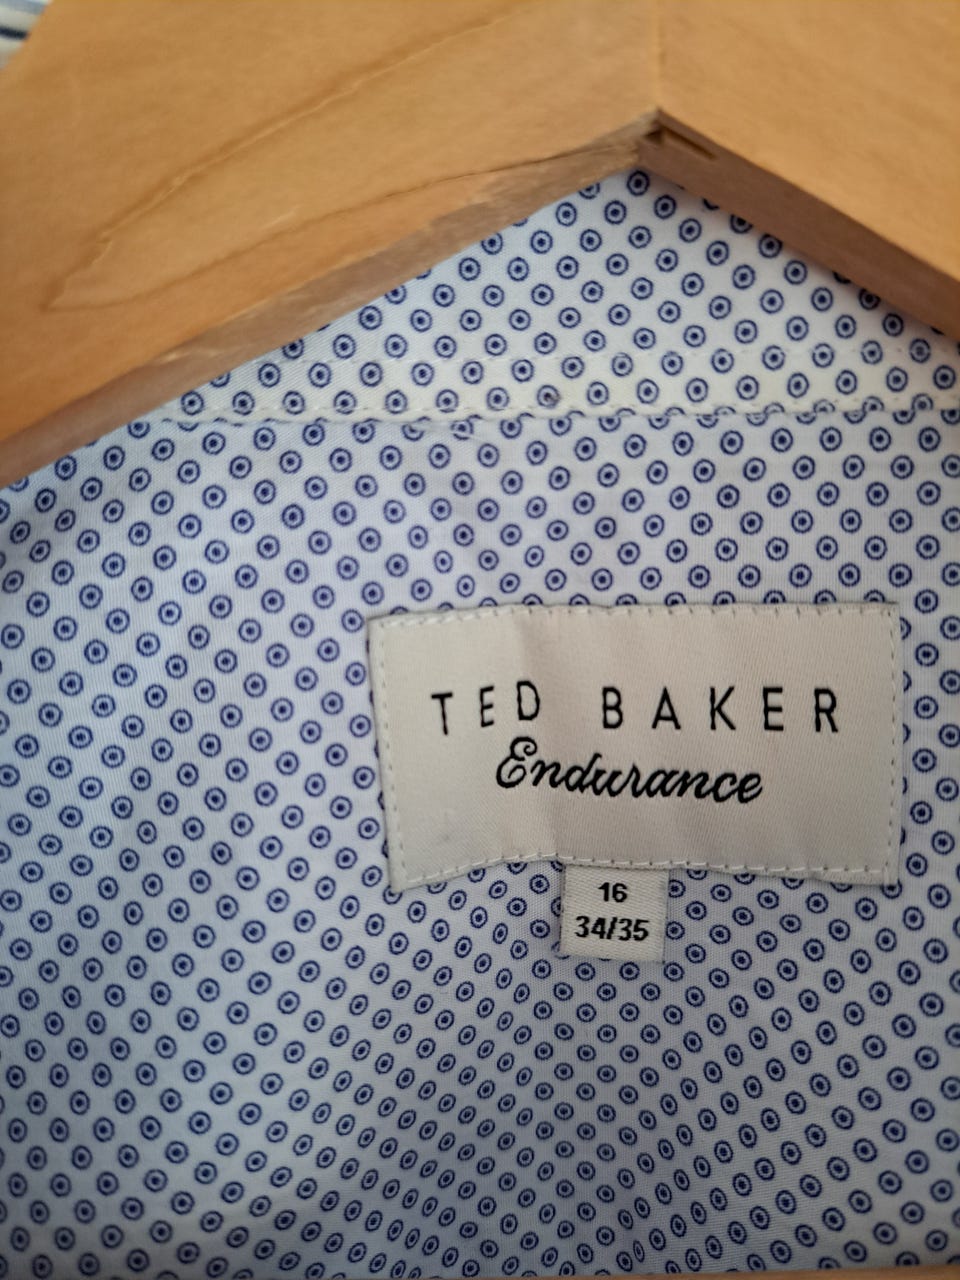 TED BAKER
Endurance
16
34/35